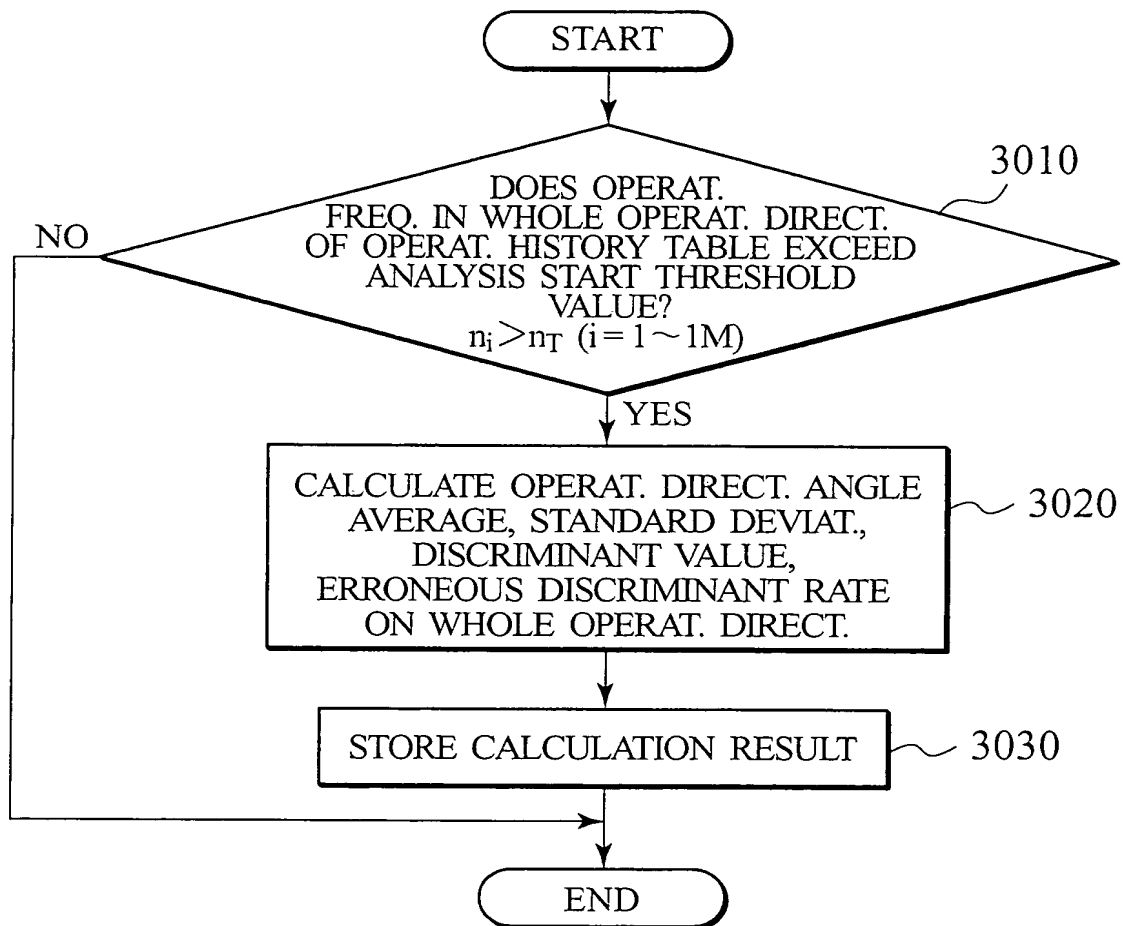 START
3010
DOES OPERAT.
FREQ. IN WHOLE OPERAT. DIRECT.
OF OPERAT. HISTORY TABLE EXCEED
ANALYSIS START THRESHOLD
VALUE?
nᵢ>n_T (i=1~1M)
NO
YES
CALCULATE OPERAT. DIRECT. ANGLE
AVERAGE, STANDARD DEVIAT.,
DISCRIMINANT VALUE,
ERRONEOUS DISCRIMINANT RATE
ON WHOLE OPERAT. DIRECT.
3020
STORE CALCULATION RESULT
3030
END